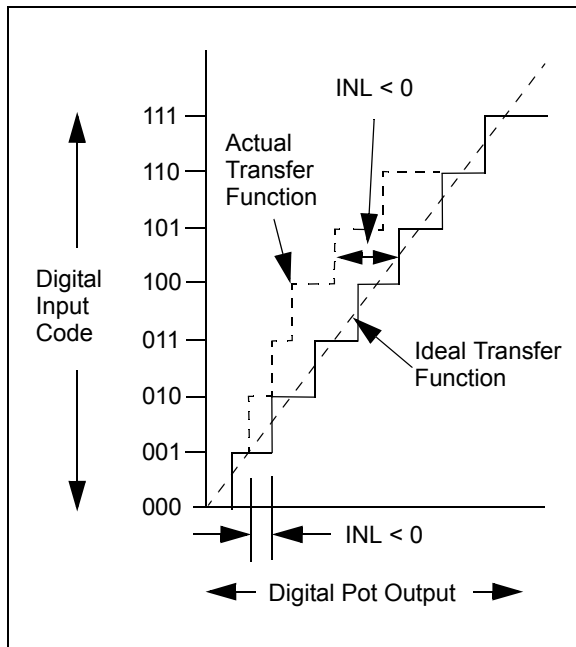 INL < 0
111
Actual
Transfer
Function
110
101
100
Digital
Input
Code
011
Ideal Transfer
Function
010
001
000
INL < 0
Digital Pot Output